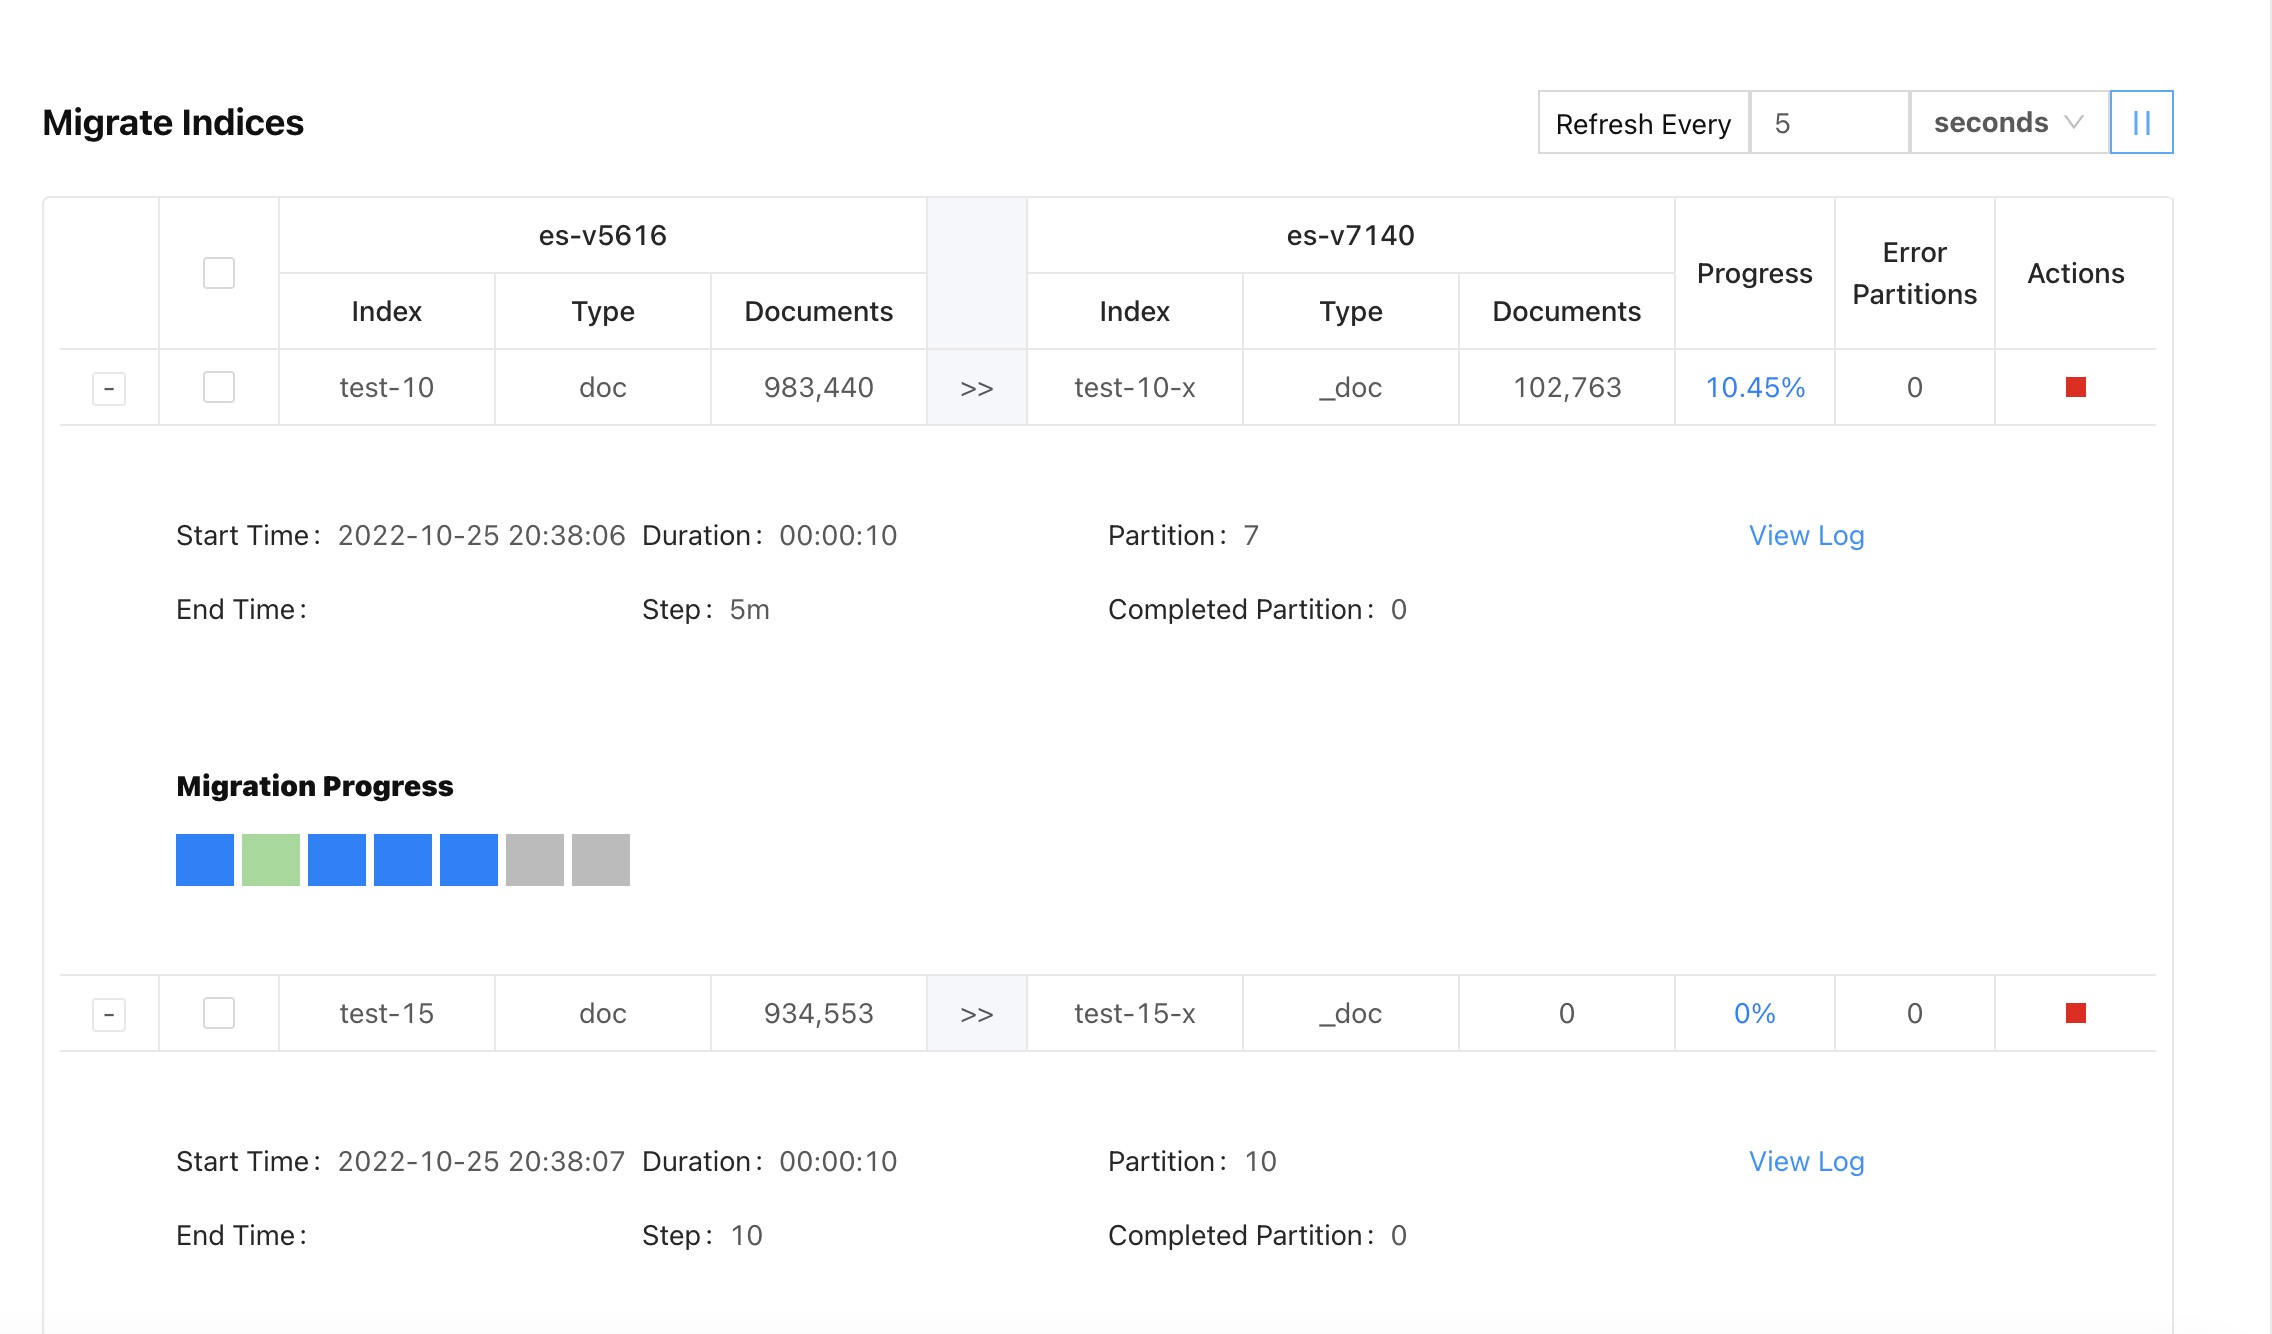 Migrate Indices
Refresh Every 5 seconds
es-v5616 es-v7140 Progress Error Partitions Actions
Index Type Documents Index Type Documents
- test-10 doc 983,440 >> test-10-x _doc 102,763 10.45% 0
Start Time: 2022-10-25 20:38:06 Duration: 00:00:10 Partition: 7 View Log
End Time: Step: 5m Completed Partition: 0
Migration Progress
- test-15 doc 934,553 >> test-15-x _doc 0 0% 0
Start Time: 2022-10-25 20:38:07 Duration: 00:00:10 Partition: 10 View Log
End Time: Step: 10 Completed Partition: 0